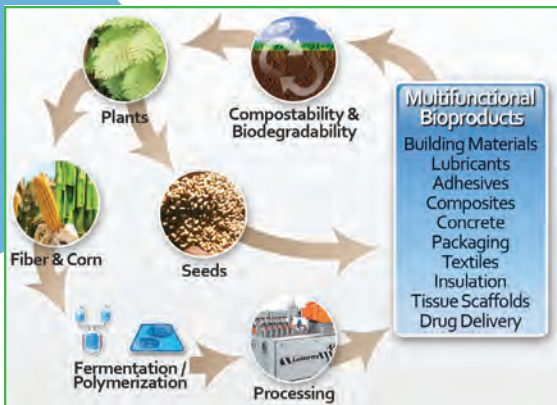 Plants
Compostability &
Biodegradability
Multifunctional
Bioproducts
Building Materials
Lubricants
Adhesives
Composites
Concrete
Packaging
Textiles
Insulation
Tissue Scaffolds
Drug Delivery
Fiber & Corn
Seeds
Fermentation /
Polymerization
Processing